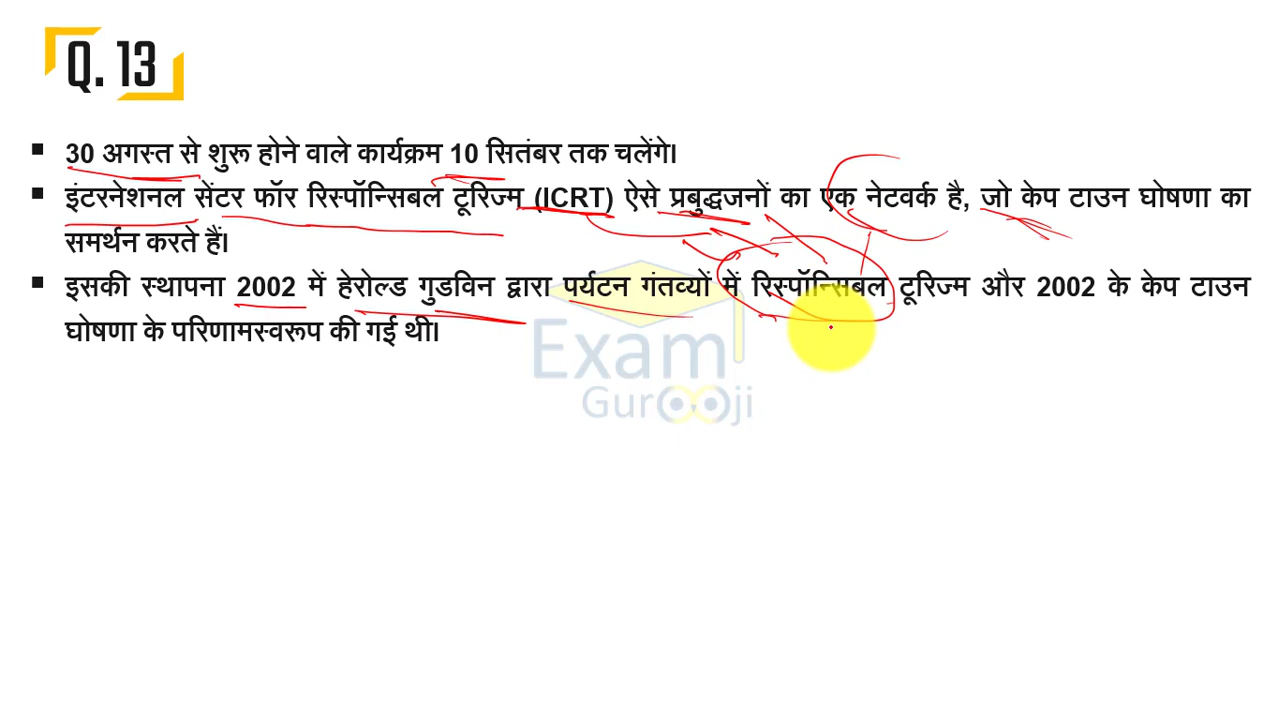 Q. 13
30 अगस्त से शुरू होने वाले कार्यक्रम 10 सितंबर तक चलेंगे।
इंटरनेशनल सेंटर फॉर रिस्पॉन्सिबल टूरिज्म (ICRT) ऐसे प्रबुद्धजनों का एक नेटवर्क है, जो केप टाउन घोषणा का
समर्थन करते हैं।
इसकी स्थापना 2002 में हेरोल्ड गुडविन द्वारा पर्यटन गंतव्यों में रिस्पॉन्सिबल टूरिज्म और 2002 के केप टाउन
घोषणा के परिणामस्वरूप की गई थी।
Exam
Gurooji